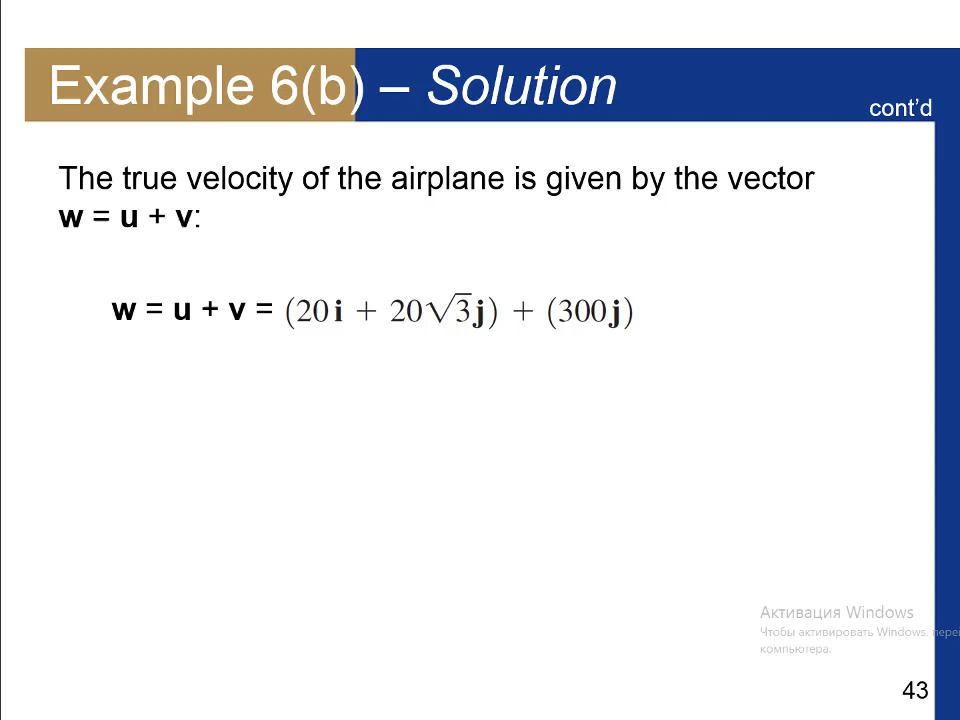 Example 6(b) – Solution
cont'd
The true velocity of the airplane is given by the vector
w = u + v:
w = u + v = (20i + 20√3j) + (300j)
Активация Windows
Чтобы активировать Windows,
компьютера.
43